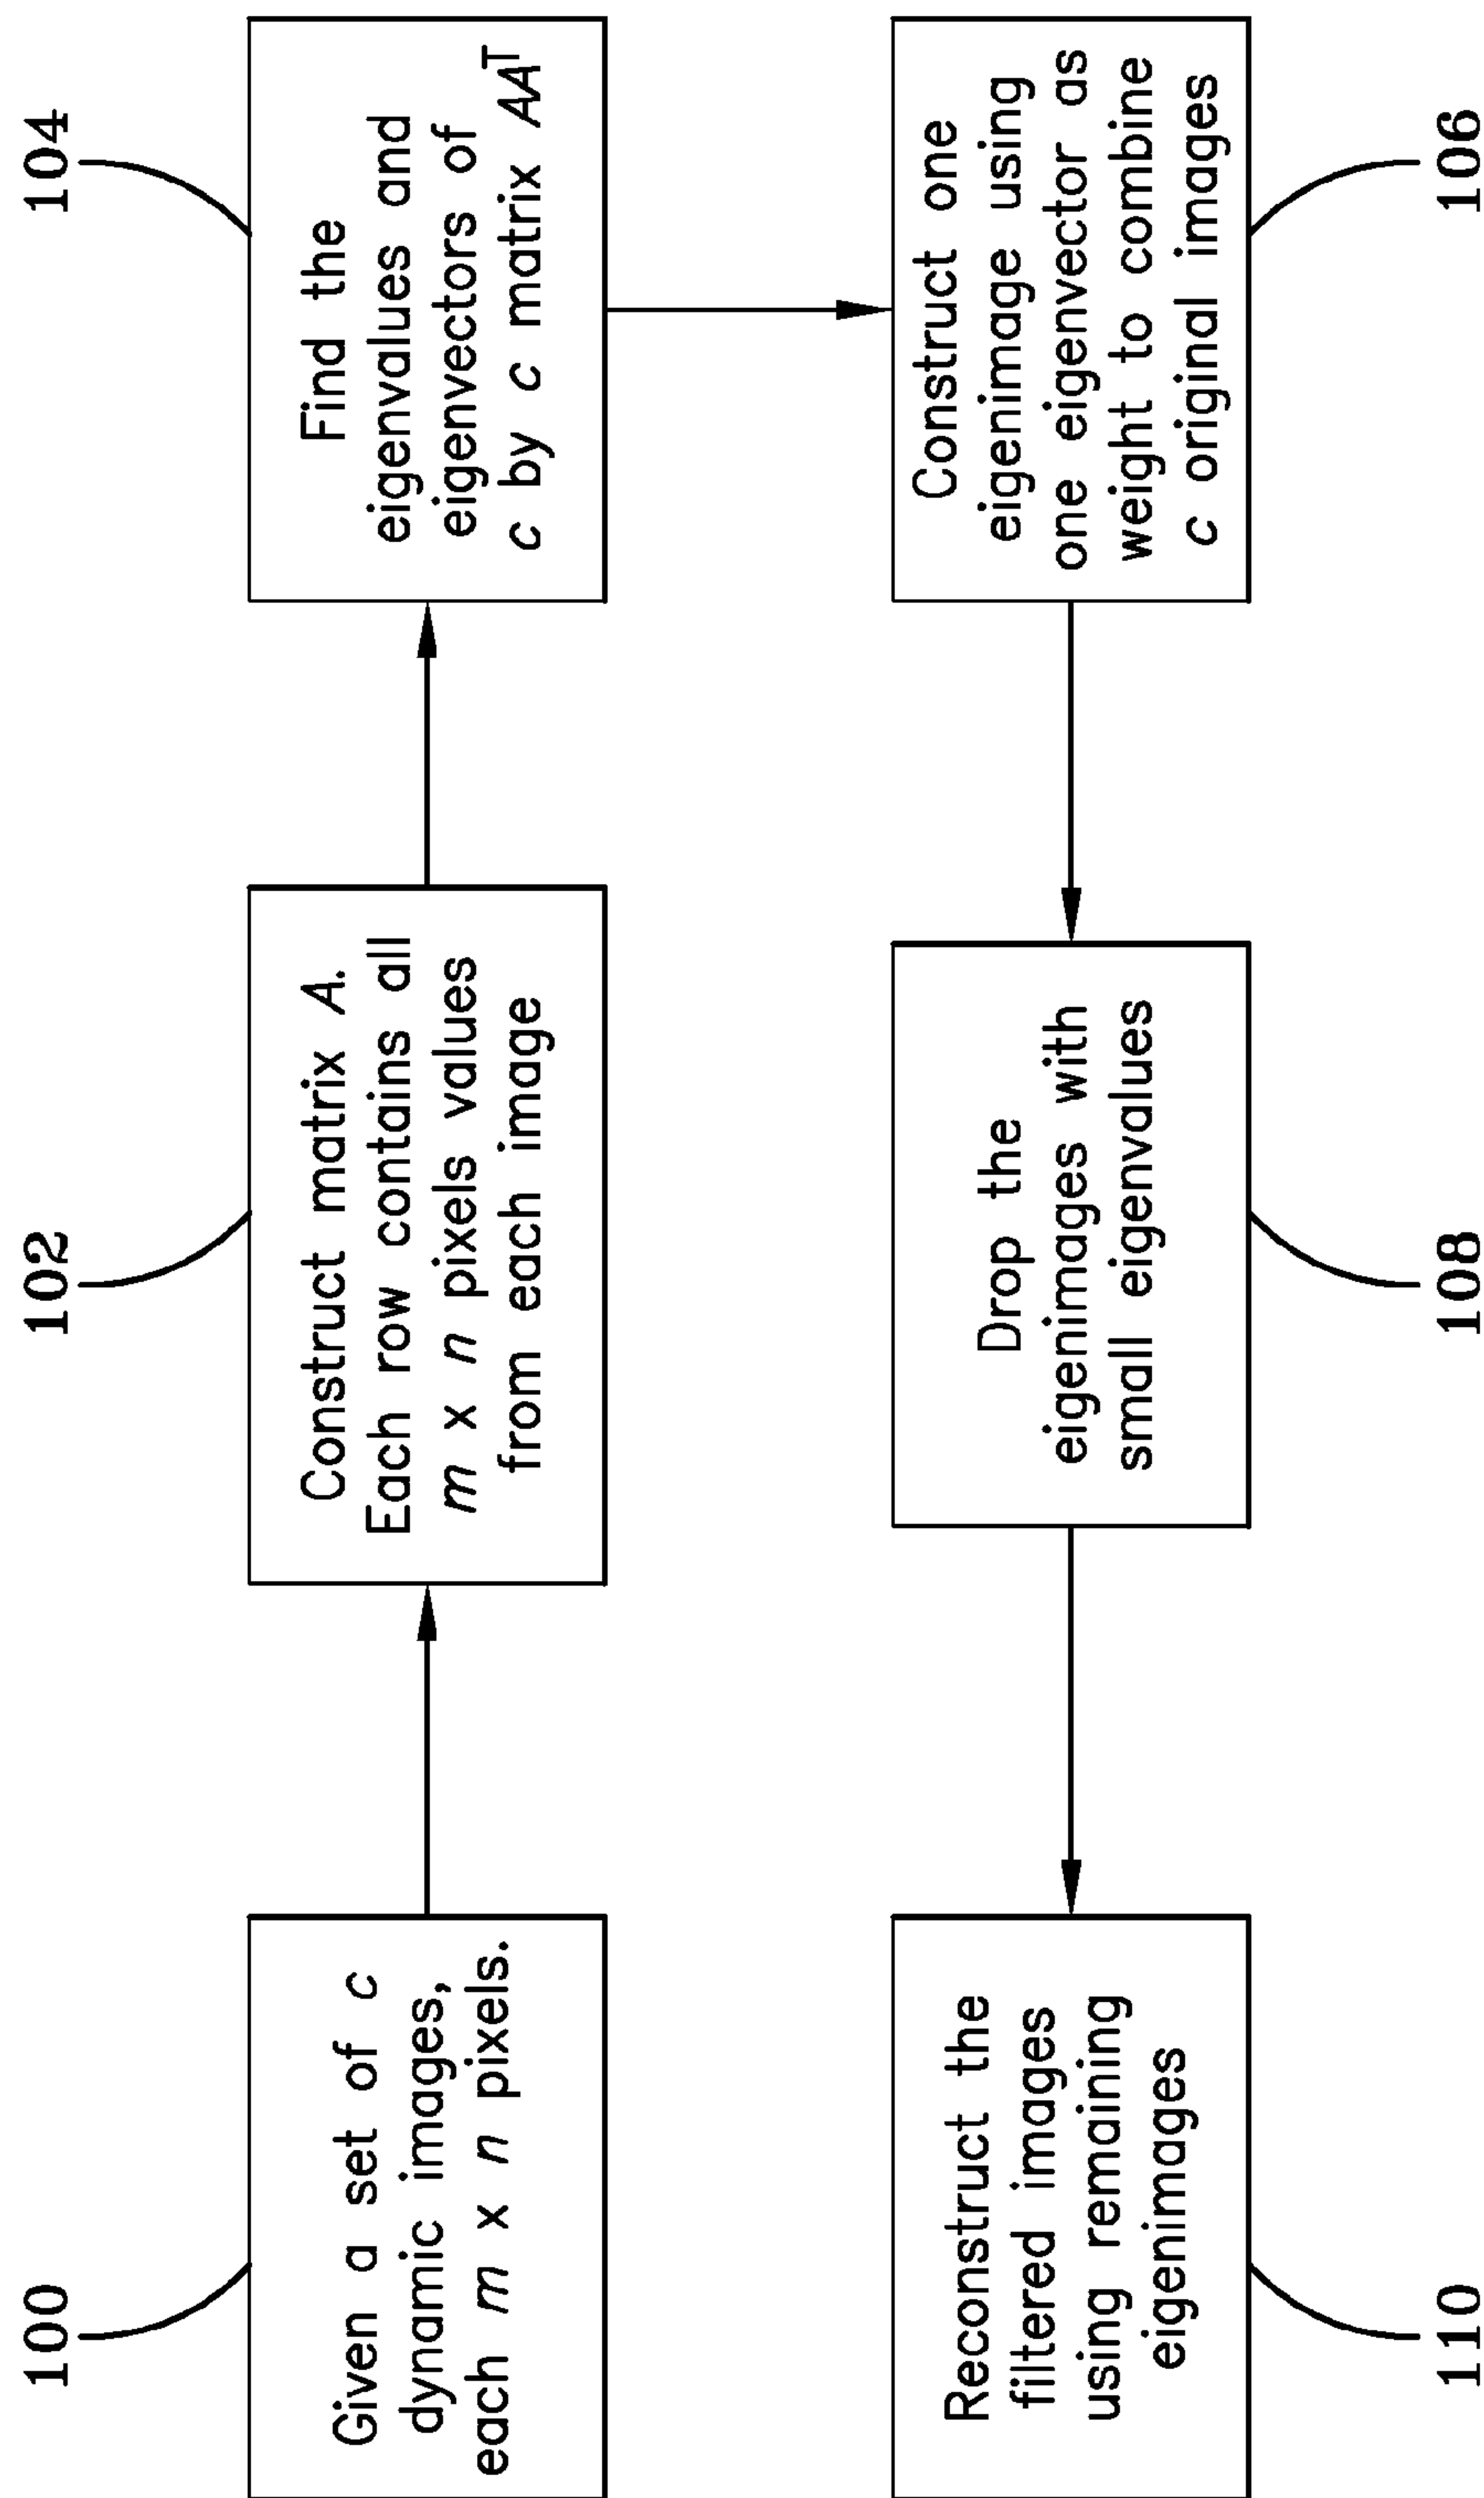 100
Given a set of c
dynamic images,
each m x n pixels.
102
Construct matrix A.
Each row contains all
m x n pixels values
from each image
104
Find the
eigenvalues and
eigenvectors of
c by c matrix AAᵀ
Construct one
eigenimage using
one eigenvector as
weight to combine
c original images
106
Drop the
eigenimages with
small eigenvalues
108
Reconstruct the
filtered images
using remaining
eigenimages
110